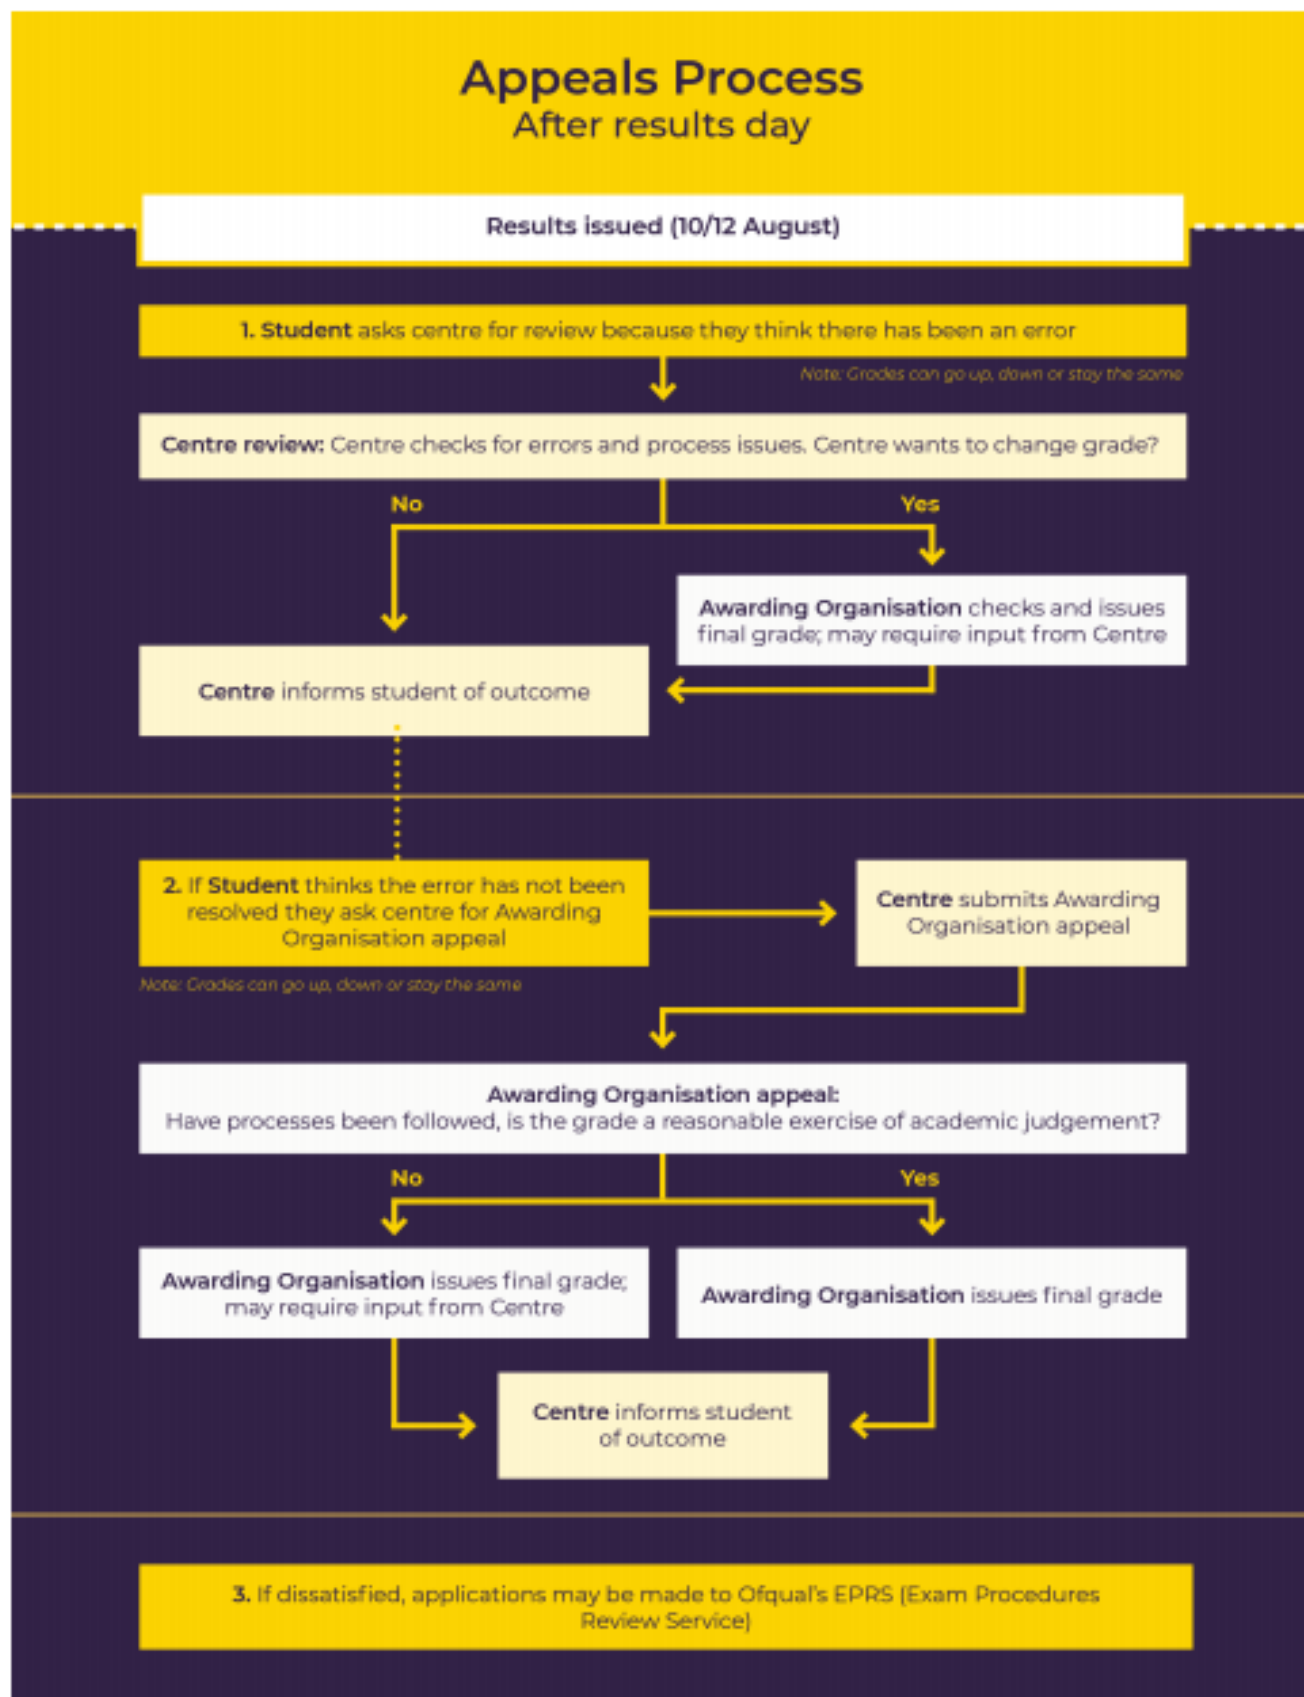 Appeals Process
After results day
Results issued (10/12 August)
1. Student asks centre for review because they think there has been an error
Note: Grades can go up, down or stay the same
Centre review: Centre checks for errors and process issues. Centre wants to change grade?
No
Yes
Awarding Organisation checks and issues
final grade; may require input from Centre
Centre informs student of outcome
2. If Student thinks the error has not been
resolved they ask centre for Awarding
Organisation appeal
Centre submits Awarding
Organisation appeal
Note: Grades can go up, down or stay the same
Awarding Organisation appeal:
Have processes been followed, is the grade a reasonable exercise of academic judgement?
No
Yes
Awarding Organisation issues final grade;
may require input from Centre
Awarding Organisation issues final grade
Centre informs student
of outcome
3. If dissatisfied, applications may be made to Ofqual's EPRS (Exam Procedures
Review Service)